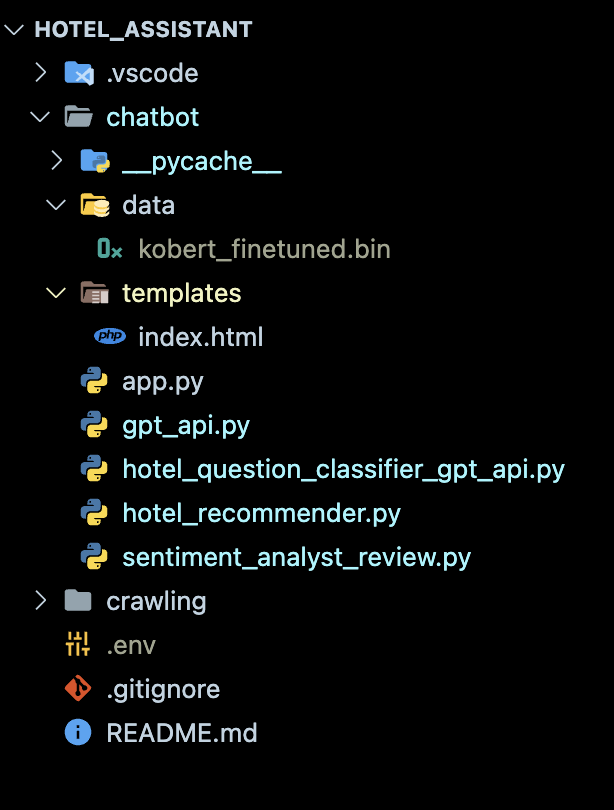 HOTEL_ASSISTANT
.vscode
chatbot
__pycache__
data
kobert_finetuned.bin
templates
php index.html
app.py
gpt_api.py
hotel_question_classifier_gpt_api.py
hotel_recommender.py
sentiment_analyst_review.py
crawling
.env
.gitignore
README.md